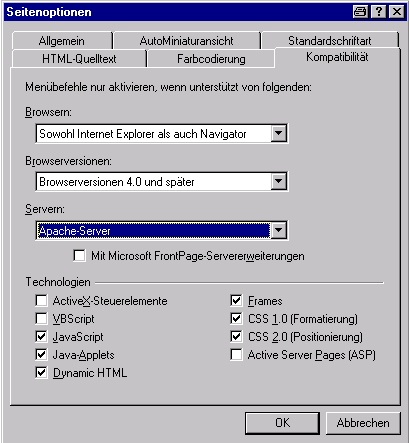 Seitenoptionen
Allgemein AutoMiniaturansicht Standardschriftart
HTML-Quelltext Farbcodierung Kompatibilität
Menübefehle nur aktivieren, wenn unterstützt von folgenden:
Browsern:
Sowohl Internet Explorer als auch Navigator
Browserversionen:
Browserversionen 4.0 und später
Servern:
Apache-Server
Mit Microsoft FrontPage-Servererweiterungen
Technologien
ActiveX-Steuerelemente Frames
VBScript CSS 1.0 (Formatierung)
JavaScript CSS 2.0 (Positionierung)
Java-Applets Active Server Pages (ASP)
Dynamic HTML
OK Abbrechen